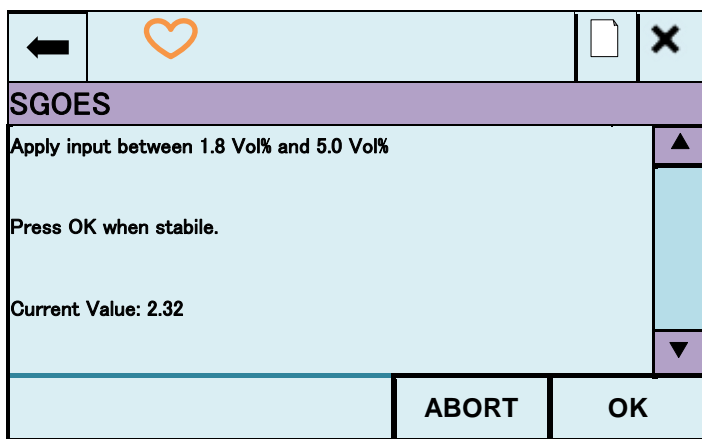 SGOES
Apply input between 1.8 Vol% and 5.0 Vol%
Press OK when stabile.
Current Value: 2.32
ABORT OK